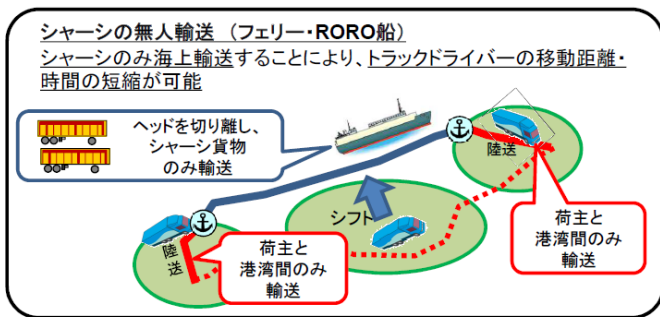 シャーシの無人輸送　（フェリー・RORO船）
シャーシのみ海上輸送することにより、トラックドライバーの移動距離・
時間の短縮が可能
ヘッドを切り離し、
シャーシ貨物
のみ輸送
陸送
シフト
陸
送
荷主と
港湾間のみ
輸送
荷主と
港湾間のみ
輸送